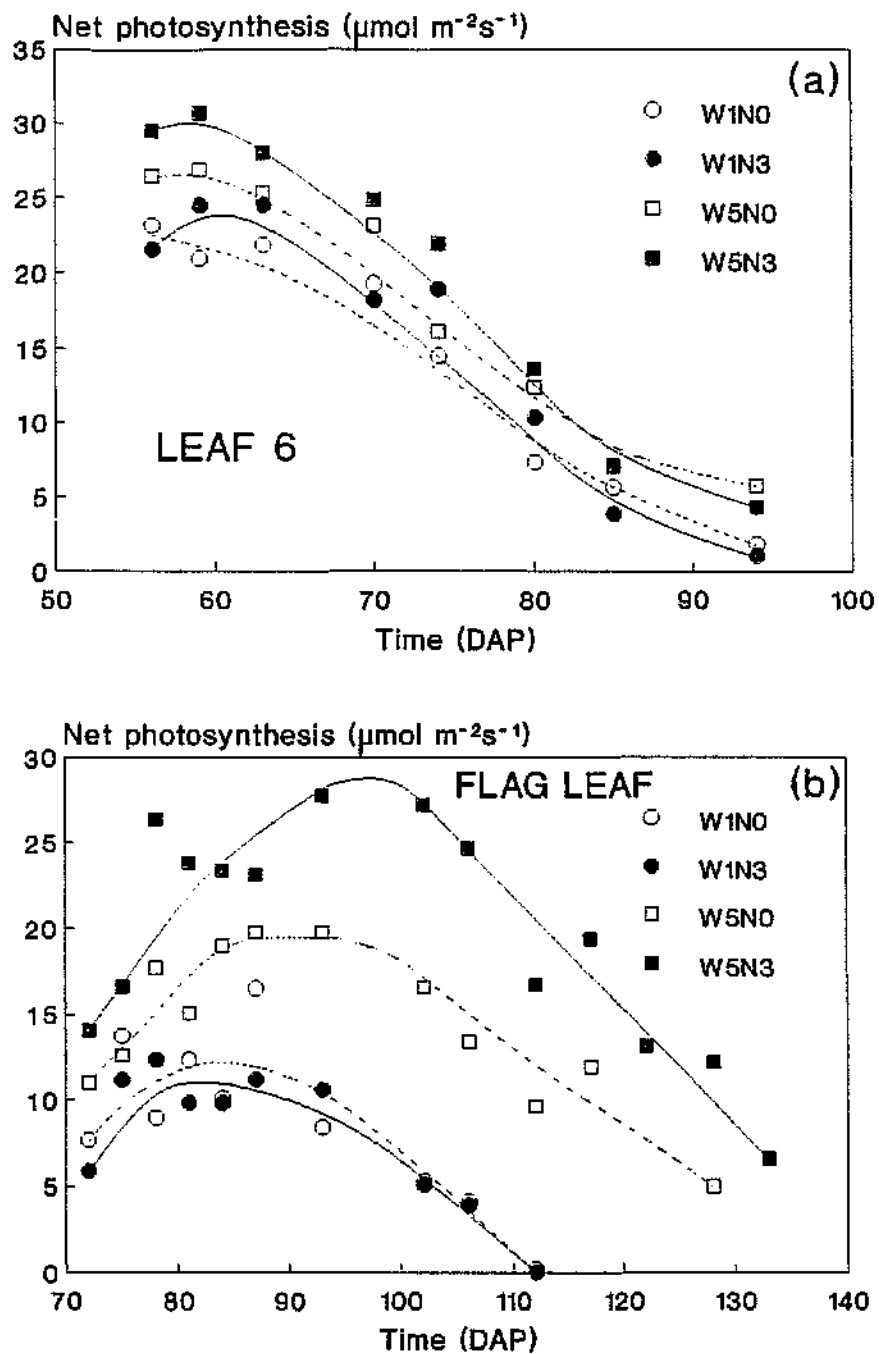 Net photosynthesis (μmol m⁻²s⁻¹)
35
(a)
W1N0
30
W1N3
25
W5N0
20
W5N3
15
10
LEAF 6
5
0
50 60 70 80 90 100
Time (DAP)
Net photosynthesis (μmol m⁻²s⁻¹)
30
FLAG LEAF
(b)
W1N0
25
W1N3
20
W5N0
W5N3
15
10
5
0
70 80 90 100 110 120 130 140
Time (DAP)